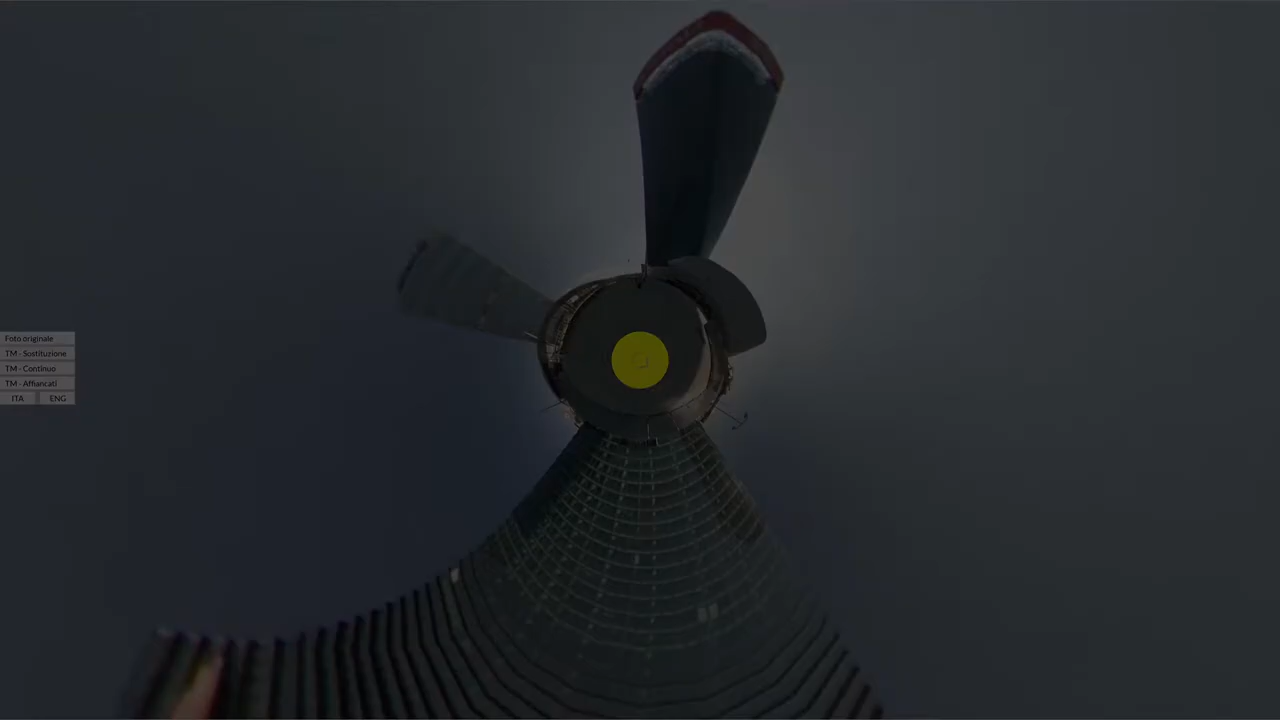 Foto originale
TM - Sostituzione
TM - Continuo
TM - Affiancati
ITA ENG